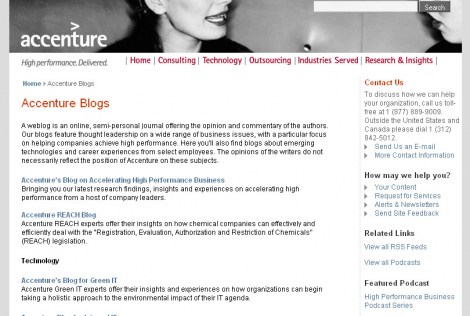 Search
accenture
High performance. Delivered.
| Home | Consulting | Technology | Outsourcing | Industries Served | Research & Insights |
Home > Accenture Blogs
Accenture Blogs
A weblog is an online, semi-personal journal offering the opinion and commentary of the authors.
Our blogs feature thought leadership on a wide range of business issues, with a particular focus
on helping companies achieve high performance. Here you'll also find blogs about emerging
technologies and career experiences from select employees. The opinions of the writers do not
necessarily reflect the position of Accenture on these subjects.
Accenture's Blog on Accelerating High Performance Business
Bringing you our latest research findings, insights and experiences on accelerating high
performance from a host of company leaders.
Accenture REACH Blog
Accenture REACH experts offer their insights on how chemical companies can effectively and
efficiently deal with the "Registration, Evaluation, Authorization and Restriction of Chemicals"
(REACH) legislation.
Technology
Accenture's Blog for Green IT
Accenture Green IT experts offer their insights and experiences on how organizations can begin
taking a holistic approach to the environmental impact of their IT agenda.
Contact Us
To discuss how we can help
your organization, call us toll-
free at 1 (877) 889-9009.
Outside the United States and
Canada please dial 1 (312)
842-5012.
Send Us an E-mail
More Contact Information
How may we help you?
Your Content
Request for Services
Alerts & Newsletters
Send Site Feedback
Related Links
View all RSS Feeds
View all Podcasts
Featured Podcast
High Performance Business
Podcast Series